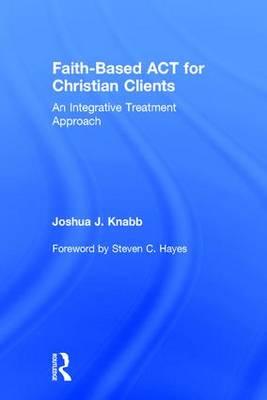 Faith-Based ACT for
Christian Clients
An Integrative Treatment
Approach
Joshua J. Knabb
Foreword by Steven C. Hayes
ROUTLEDGE